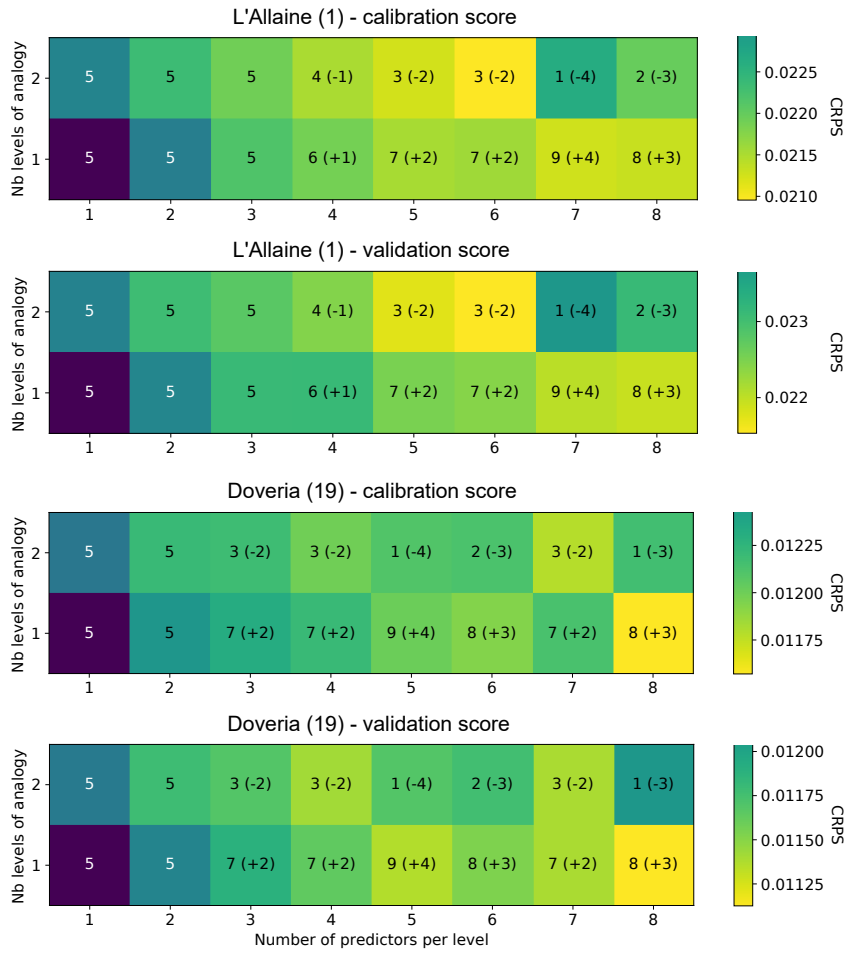 L'Allaine (1) - calibration score
Nb levels of analogy
2
5 5 5 4 (-1) 3 (-2) 3 (-2) 1 (-4) 2 (-3)
1
5 5 5 6 (+1) 7 (+2) 7 (+2) 9 (+4) 8 (+3)
1 2 3 4 5 6 7 8
0.0225
0.0220
0.0215
0.0210
CRPS
L'Allaine (1) - validation score
Nb levels of analogy
2
5 5 5 4 (-1) 3 (-2) 3 (-2) 1 (-4) 2 (-3)
1
5 5 5 6 (+1) 7 (+2) 7 (+2) 9 (+4) 8 (+3)
1 2 3 4 5 6 7 8
0.023
0.022
CRPS
Doveria (19) - calibration score
Nb levels of analogy
2
5 5 3 (-2) 3 (-2) 1 (-4) 2 (-3) 3 (-2) 1 (-3)
1
5 5 7 (+2) 7 (+2) 9 (+4) 8 (+3) 7 (+2) 8 (+3)
1 2 3 4 5 6 7 8
0.01225
0.01200
0.01175
CRPS
Doveria (19) - validation score
Nb levels of analogy
2
5 5 3 (-2) 3 (-2) 1 (-4) 2 (-3) 3 (-2) 1 (-3)
1
5 5 7 (+2) 7 (+2) 9 (+4) 8 (+3) 7 (+2) 8 (+3)
1 2 3 4 5 6 7 8
Number of predictors per level
0.01200
0.01175
0.01150
0.01125
CRPS